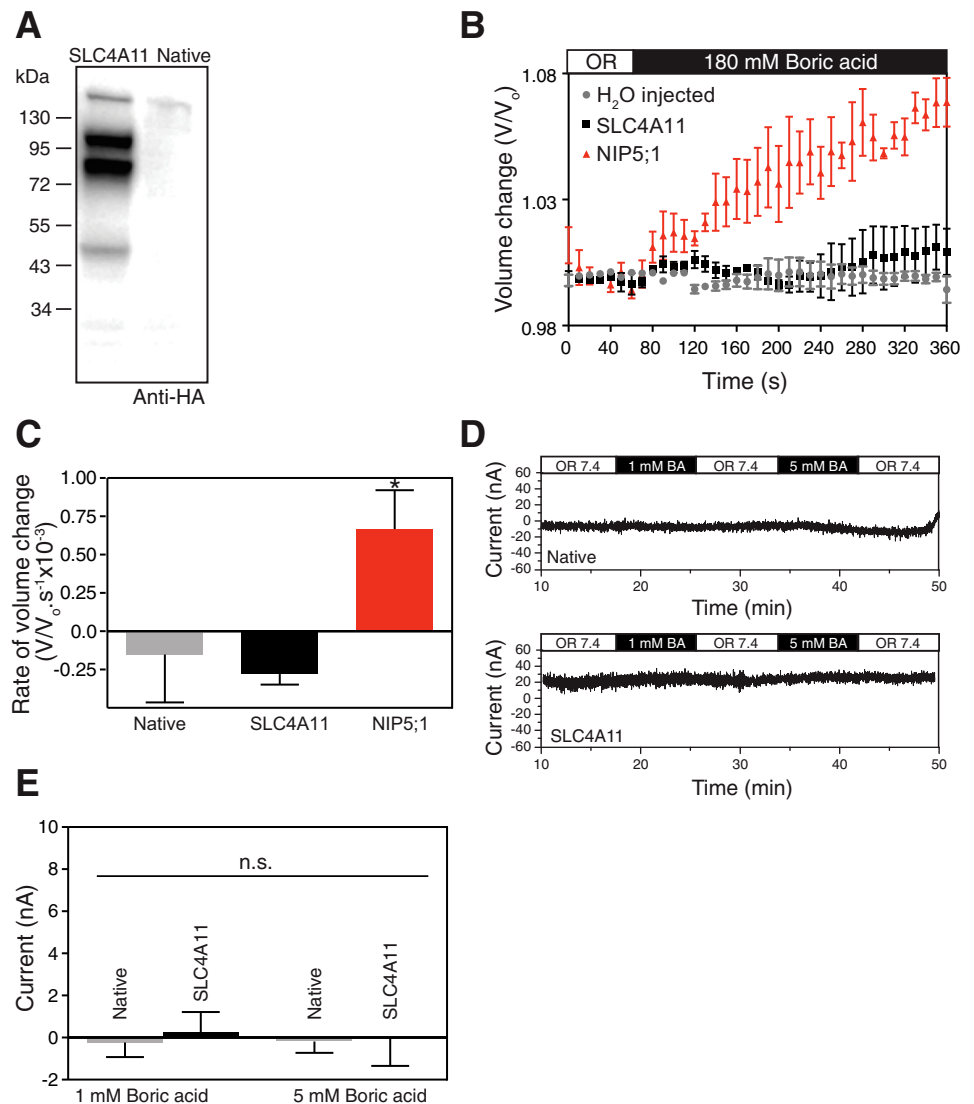 A
SLC4A11 Native
kDa
130
95
72
55
43
34
Anti-HA
B
OR 180 mM Boric acid
1.08
1.03
0.98
Volume change (V/Vo)
H2O injected
SLC4A11
NIP5;1
0 40 80 120 160 200 240 280 320 360
Time (s)
C
Rate of volume change
(V/Vo.s-1x10-3)
1.00
0.75
0.50
0.25
0.0
-0.25
*
Native SLC4A11 NIP5;1
D
OR 7.4 1 mM BA OR 7.4 5 mM BA OR 7.4
Current (nA)
60
40
20
0
-20
-40
-60
Native
10 20 30 40 50
Time (min)
OR 7.4 1 mM BA OR 7.4 5 mM BA OR 7.4
Current (nA)
60
40
20
0
-20
-40
-60
SLC4A11
10 20 30 40 50
Time (min)
E
Current (nA)
10
8
6
4
2
0
-2
n.s.
Native
SLC4A11
Native
SLC4A11
1 mM Boric acid 5 mM Boric acid